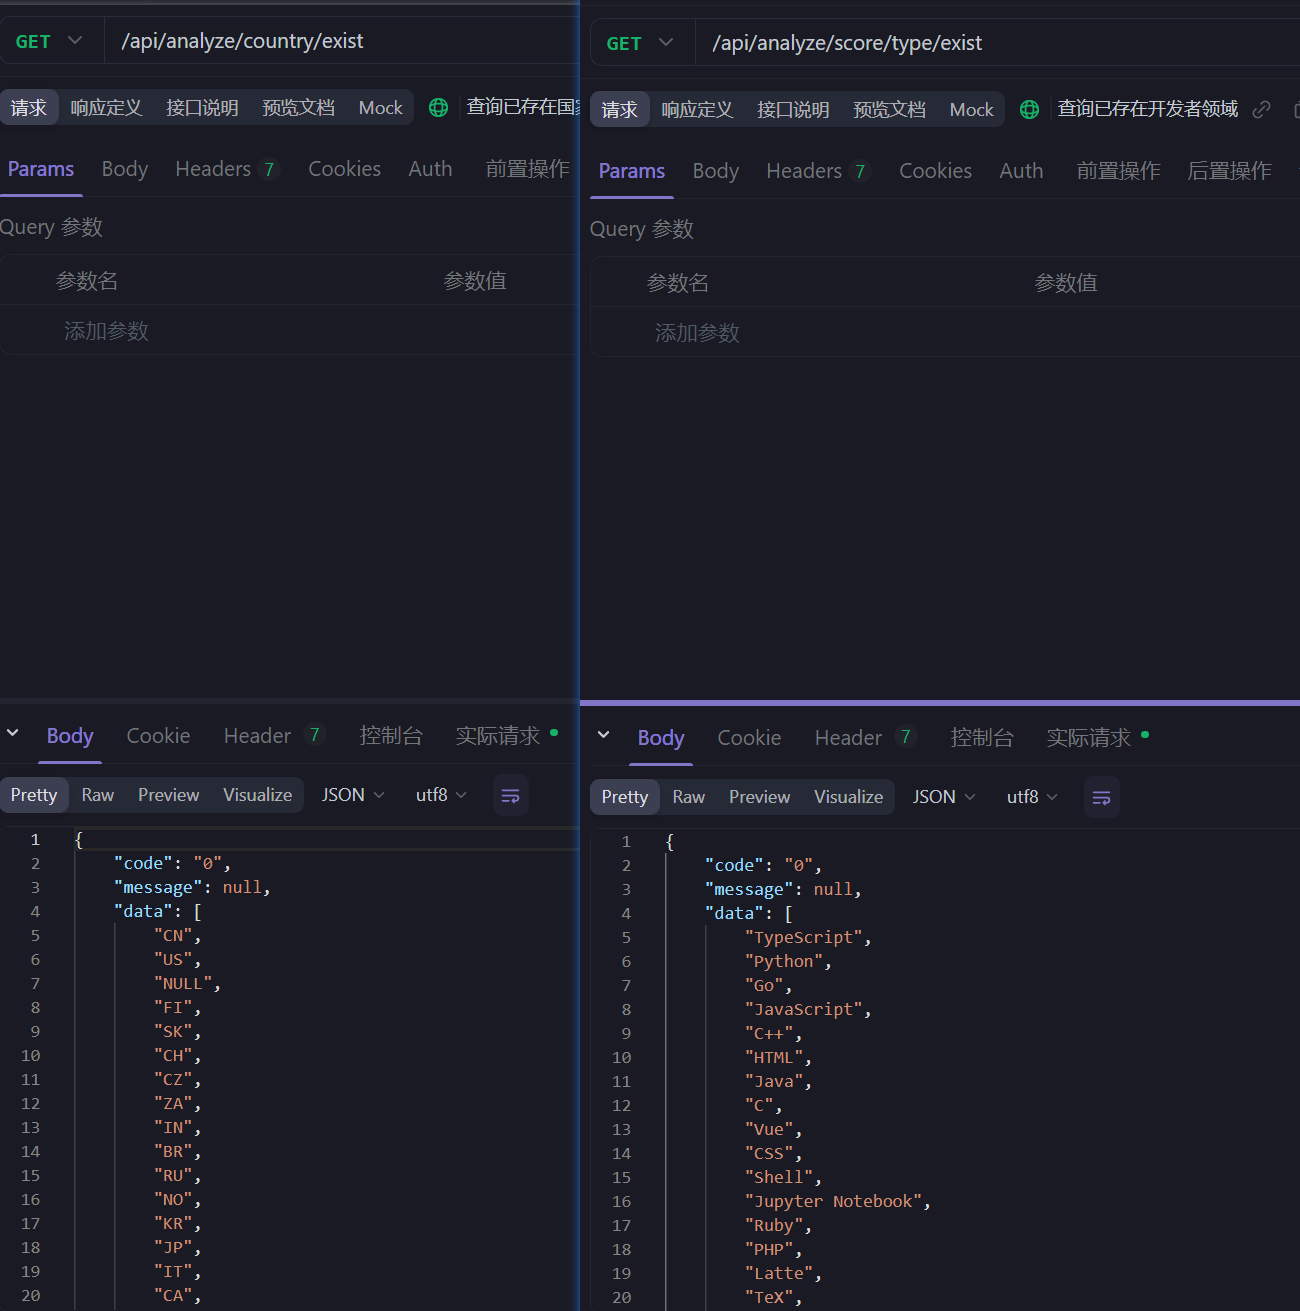 GET /api/analyze/country/exist
请求 响应定义 接口说明 预览文档 Mock 查询已存在国
Params Body Headers 7 Cookies Auth 前置操作
Query 参数
参数名 参数值
添加参数
Body Cookie Header 7 控制台 实际请求
Pretty Raw Preview Visualize JSON utf8
1 {
2 "code": "0",
3 "message": null,
4 "data": [
5 "CN",
6 "US",
7 "NULL",
8 "FI",
9 "SK",
10 "CH",
11 "CZ",
12 "ZA",
13 "IN",
14 "BR",
15 "RU",
16 "NO",
17 "KR",
18 "JP",
19 "IT",
20 "CA",
GET /api/analyze/score/type/exist
请求 响应定义 接口说明 预览文档 Mock 查询已存在开发者领域
Params Body Headers 7 Cookies Auth 前置操作 后置操作
Query 参数
参数名 参数值
添加参数
Body Cookie Header 7 控制台 实际请求
Pretty Raw Preview Visualize JSON utf8
1 {
2 "code": "0",
3 "message": null,
4 "data": [
5 "TypeScript",
6 "Python",
7 "Go",
8 "JavaScript",
9 "C++",
10 "HTML",
11 "Java",
12 "C",
13 "Vue",
14 "CSS",
15 "Shell",
16 "Jupyter Notebook",
17 "Ruby",
18 "PHP",
19 "Latte",
20 "TeX",